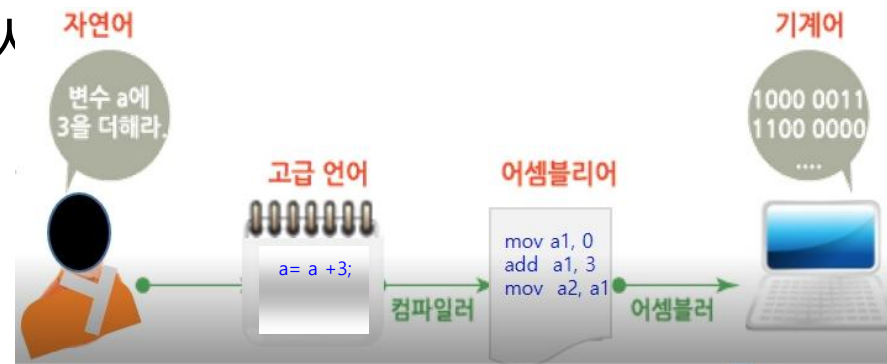 자연어
기계어
변수 a에
3을 더해라.
1000 0011
1100 0000
....
고급 언어
어셈블리어
a= a +3;
mov a1, 0
add a1, 3
mov a2, a1
컴파일러
어셈블러